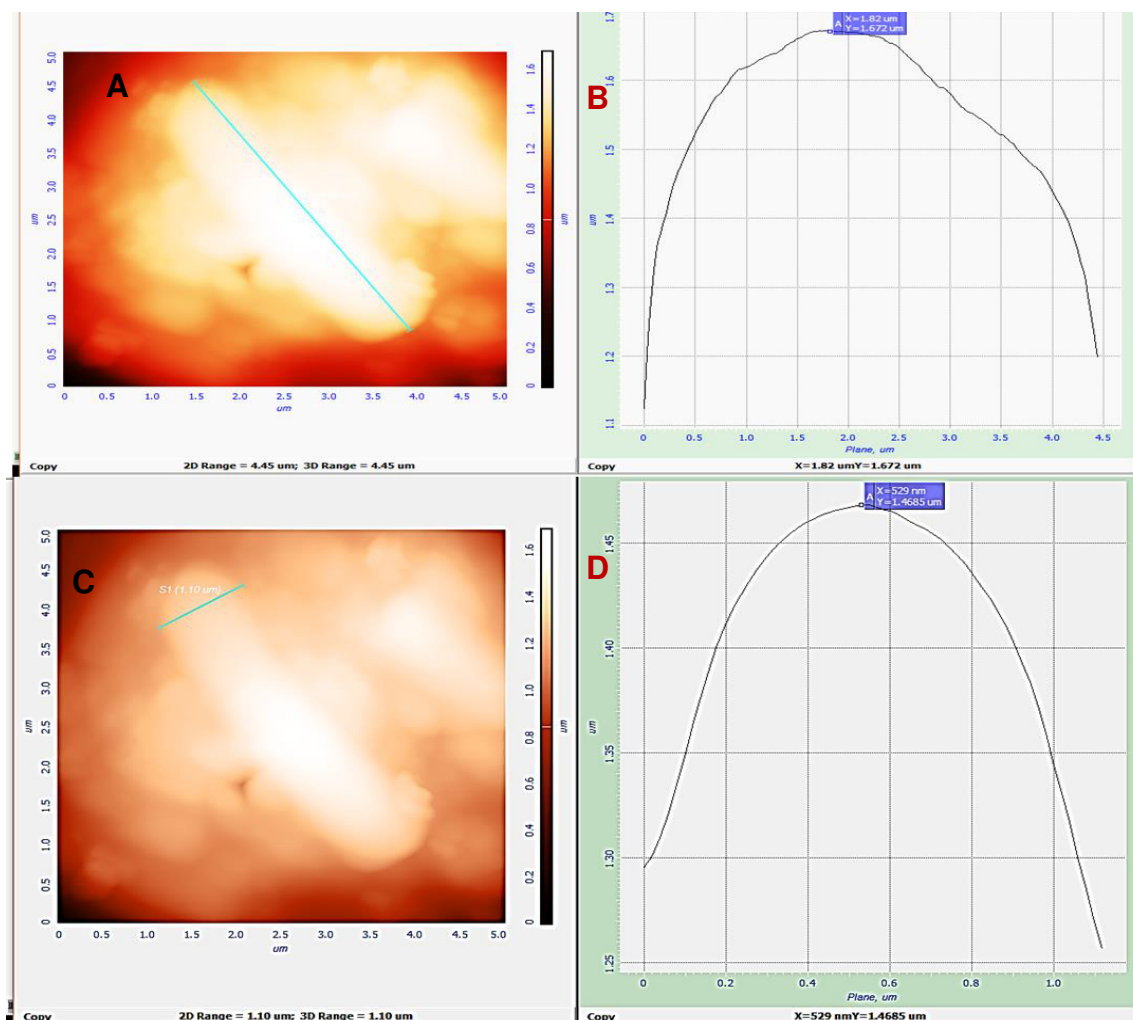 A
5.0
4.5
4.0
3.5
3.0
2.5
2.0
1.5
1.0
0.5
0
um
0 0.5 1.0 1.5 2.0 2.5 3.0 3.5 4.0 4.5 5.0
um
1.6
1.4
1.2
1.0
0.8
0.6
0.4
0.2
0
um
Copy 2D Range = 4.45 um; 3D Range = 4.45 um
B
A X=1.82 um
Y=1.672 um
1.7
1.6
1.5
1.4
1.3
1.2
1.1
um
0 0.5 1.0 1.5 2.0 2.5 3.0 3.5 4.0 4.5
Plane, um
Copy X=1.82 umY=1.672 um
C
S1 (1.10 um)
5.0
4.5
4.0
3.5
3.0
2.5
2.0
1.5
1.0
0.5
0
um
0 0.5 1.0 1.5 2.0 2.5 3.0 3.5 4.0 4.5 5.0
um
1.6
1.4
1.2
1.0
0.8
0.6
0.4
0.2
0
um
Copy 2D Range = 1.10 um; 3D Range = 1.10 um
D
A X=529 nm
Y=1.4685 um
1.45
1.40
1.35
1.30
1.25
um
0 0.2 0.4 0.6 0.8 1.0
Plane, um
Copy X=529 nmY=1.4685 um